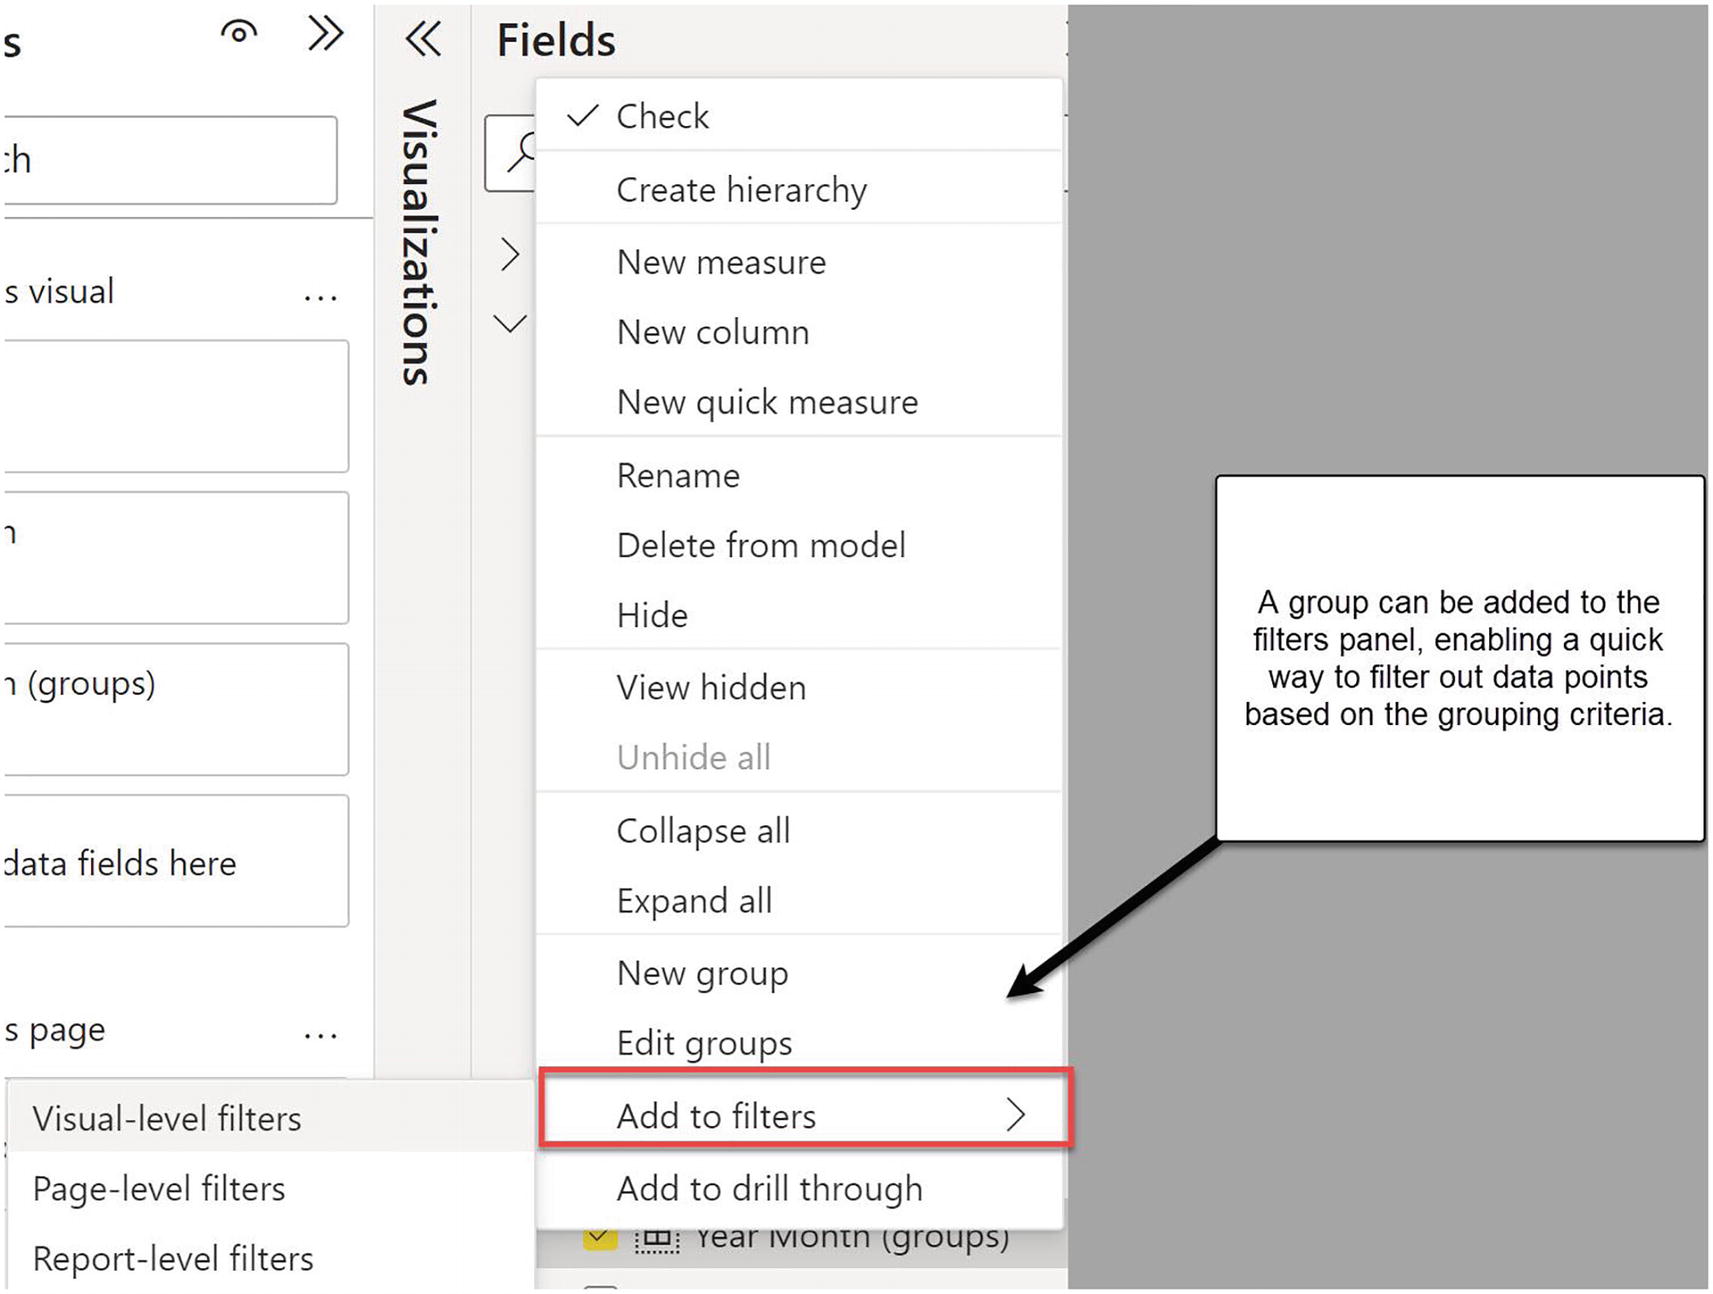 s
ch
s visual
n
n (groups)
data fields here
s page
Visual-level filters
Page-level filters
Report-level filters
Visualizations
Fields
Check
Create hierarchy
New measure
New column
New quick measure
Rename
Delete from model
Hide
View hidden
Unhide all
Collapse all
Expand all
New group
Edit groups
Add to filters
Add to drill through
Year Month (groups)
A group can be added to the
filters panel, enabling a quick
way to filter out data points
based on the grouping criteria.